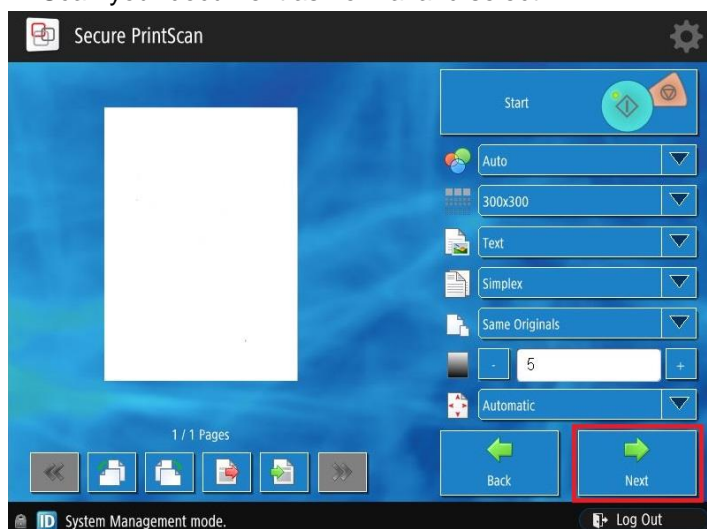 Secure PrintScan
Start
Auto
300x300
Text
Simplex
Same Originals
- 5 +
Automatic
1 / 1 Pages
Back
Next
ID System Management mode.
Log Out